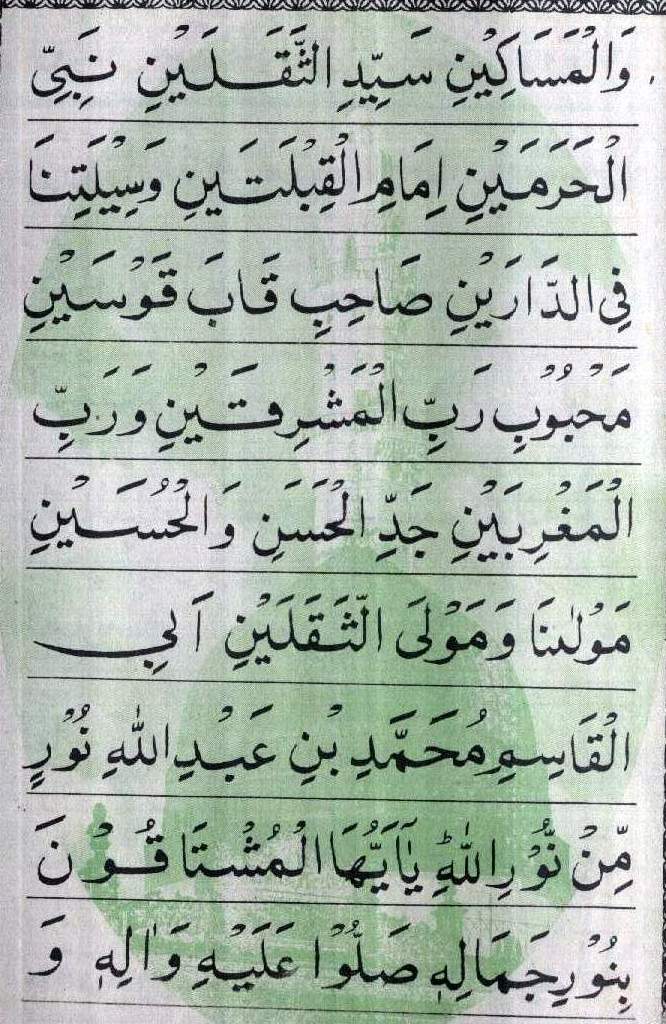 وَالْمَسَاكِيْنِ سَيِّدِ الثَّقَلَيْنِ نَبِيِّ
الْحَرَمَيْنِ اِمَامِ الْقِبْلَتَيْنِ وَسِيْلَتِنَا
فِي الدَّارَيْنِ صَاحِبِ قَابَ قَوْسَيْنِ
مَحْبُوْبِ رَبِّ الْمَشْرِقَيْنِ وَرَبِّ
الْمَغْرِبَيْنِ جَدِّ الْحَسَنِ وَالْحُسَيْنِ
مَوْلٰنَا وَمَوْلَى الثَّقَلَيْنِ اَبِي
الْقَاسِمِ مُحَمَّدِ بْنِ عَبْدِ اللّٰهِ نُوْرٍ
مِّنْ نُّوْرِ اللّٰهِ يٰٓاَيُّهَا الْمُشْتَاقُوْنَ
بِنُوْرِ جَمَالِهٖ صَلُّوْا عَلَيْهِ وَاٰلِهٖ وَ